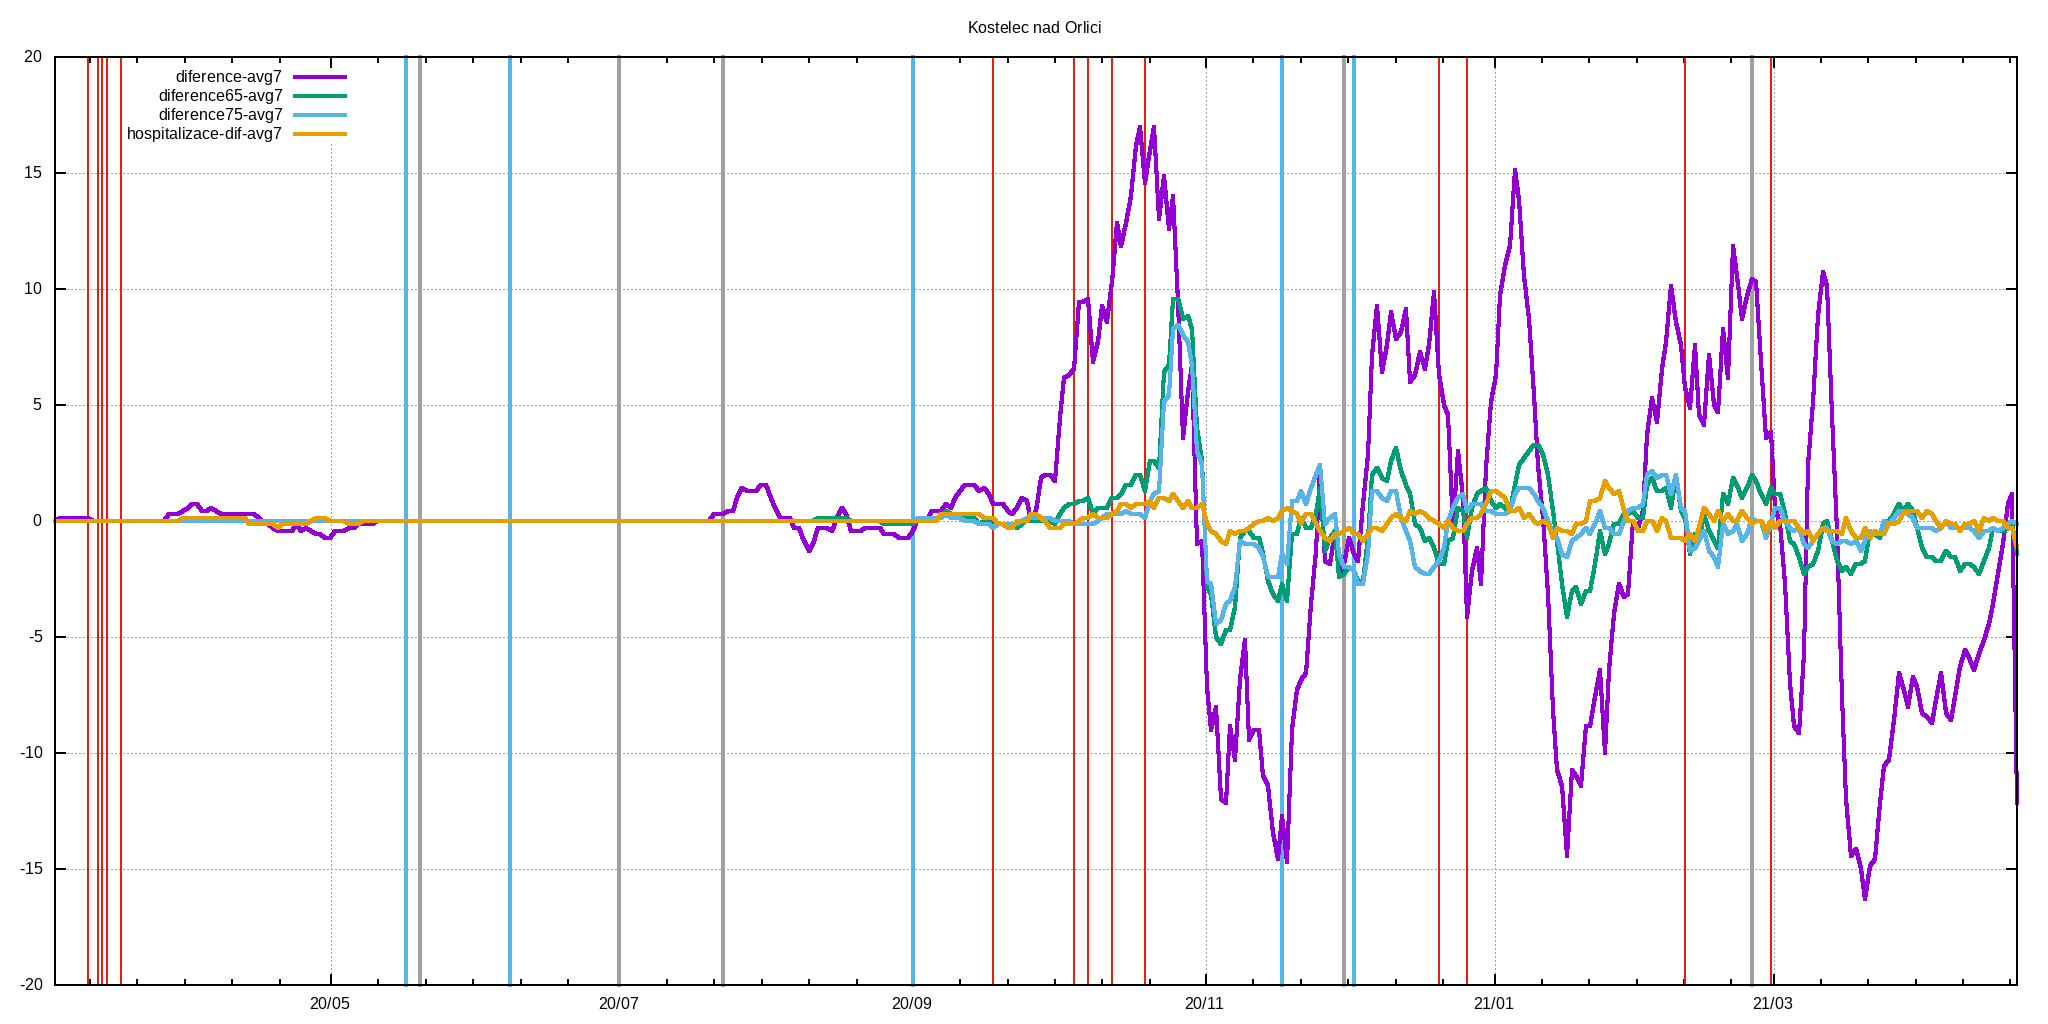 Kostelec nad Orlici
20
diference-avg7
diference65-avg7
diference75-avg7
hospitalizace-dif-avg7
15
10
5
0
-5
-10
-15
-20
20/05 20/07 20/09 20/11 21/01 21/03